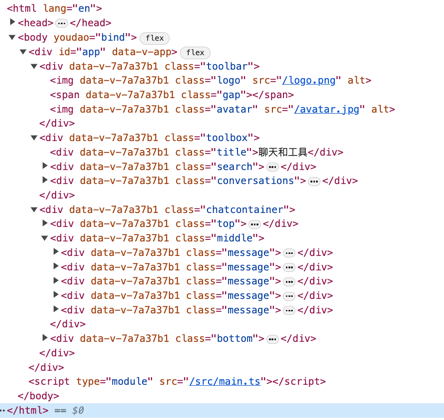 <html lang="en">
<head> ••• </head>
<body youdao="bind"> flex
<div id="app" data-v-app> flex
<div data-v-7a7a37b1 class="toolbar">
<img data-v-7a7a37b1 class="logo" src="/logo.png" alt>
<span data-v-7a7a37b1 class="gap"></span>
<img data-v-7a7a37b1 class="avatar" src="/avatar.jpg" alt>
</div>
<div data-v-7a7a37b1 class="toolbox">
<div data-v-7a7a37b1 class="title">聊天和工具</div>
<div data-v-7a7a37b1 class="search"> ••• </div>
<div data-v-7a7a37b1 class="conversations"> ••• </div>
</div>
<div data-v-7a7a37b1 class="chatcontainer">
<div data-v-7a7a37b1 class="top"> ••• </div>
<div data-v-7a7a37b1 class="middle">
<div data-v-7a7a37b1 class="message"> ••• </div>
<div data-v-7a7a37b1 class="message"> ••• </div>
<div data-v-7a7a37b1 class="message"> ••• </div>
<div data-v-7a7a37b1 class="message"> ••• </div>
<div data-v-7a7a37b1 class="message"> ••• </div>
</div>
<div data-v-7a7a37b1 class="bottom"> ••• </div>
</div>
</div>
<script type="module" src="/src/main.ts"></script>
</body>
</html> == $0